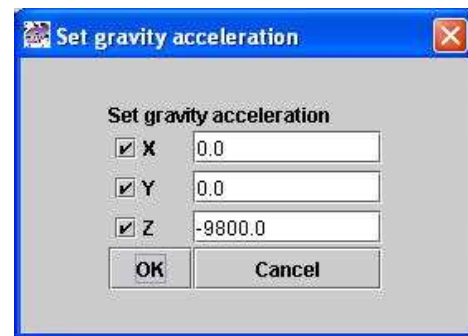 Set gravity acceleration
Set gravity acceleration
X 0.0
Y 0.0
Z -9800.0
OK Cancel